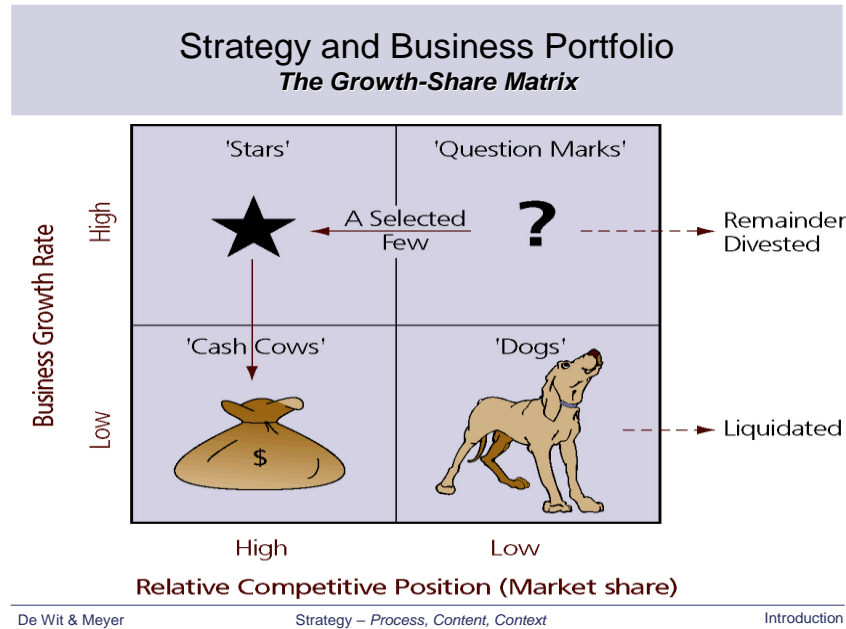 Strategy and Business Portfolio
The Growth-Share Matrix
'Stars'
'Question Marks'
A Selected
Few
?
Remainder
Divested
High
Business Growth Rate
'Cash Cows'
'Dogs'
Low
$
Liquidated
High
Low
Relative Competitive Position (Market share)
De Wit & Meyer
Strategy – Process, Content, Context
Introduction